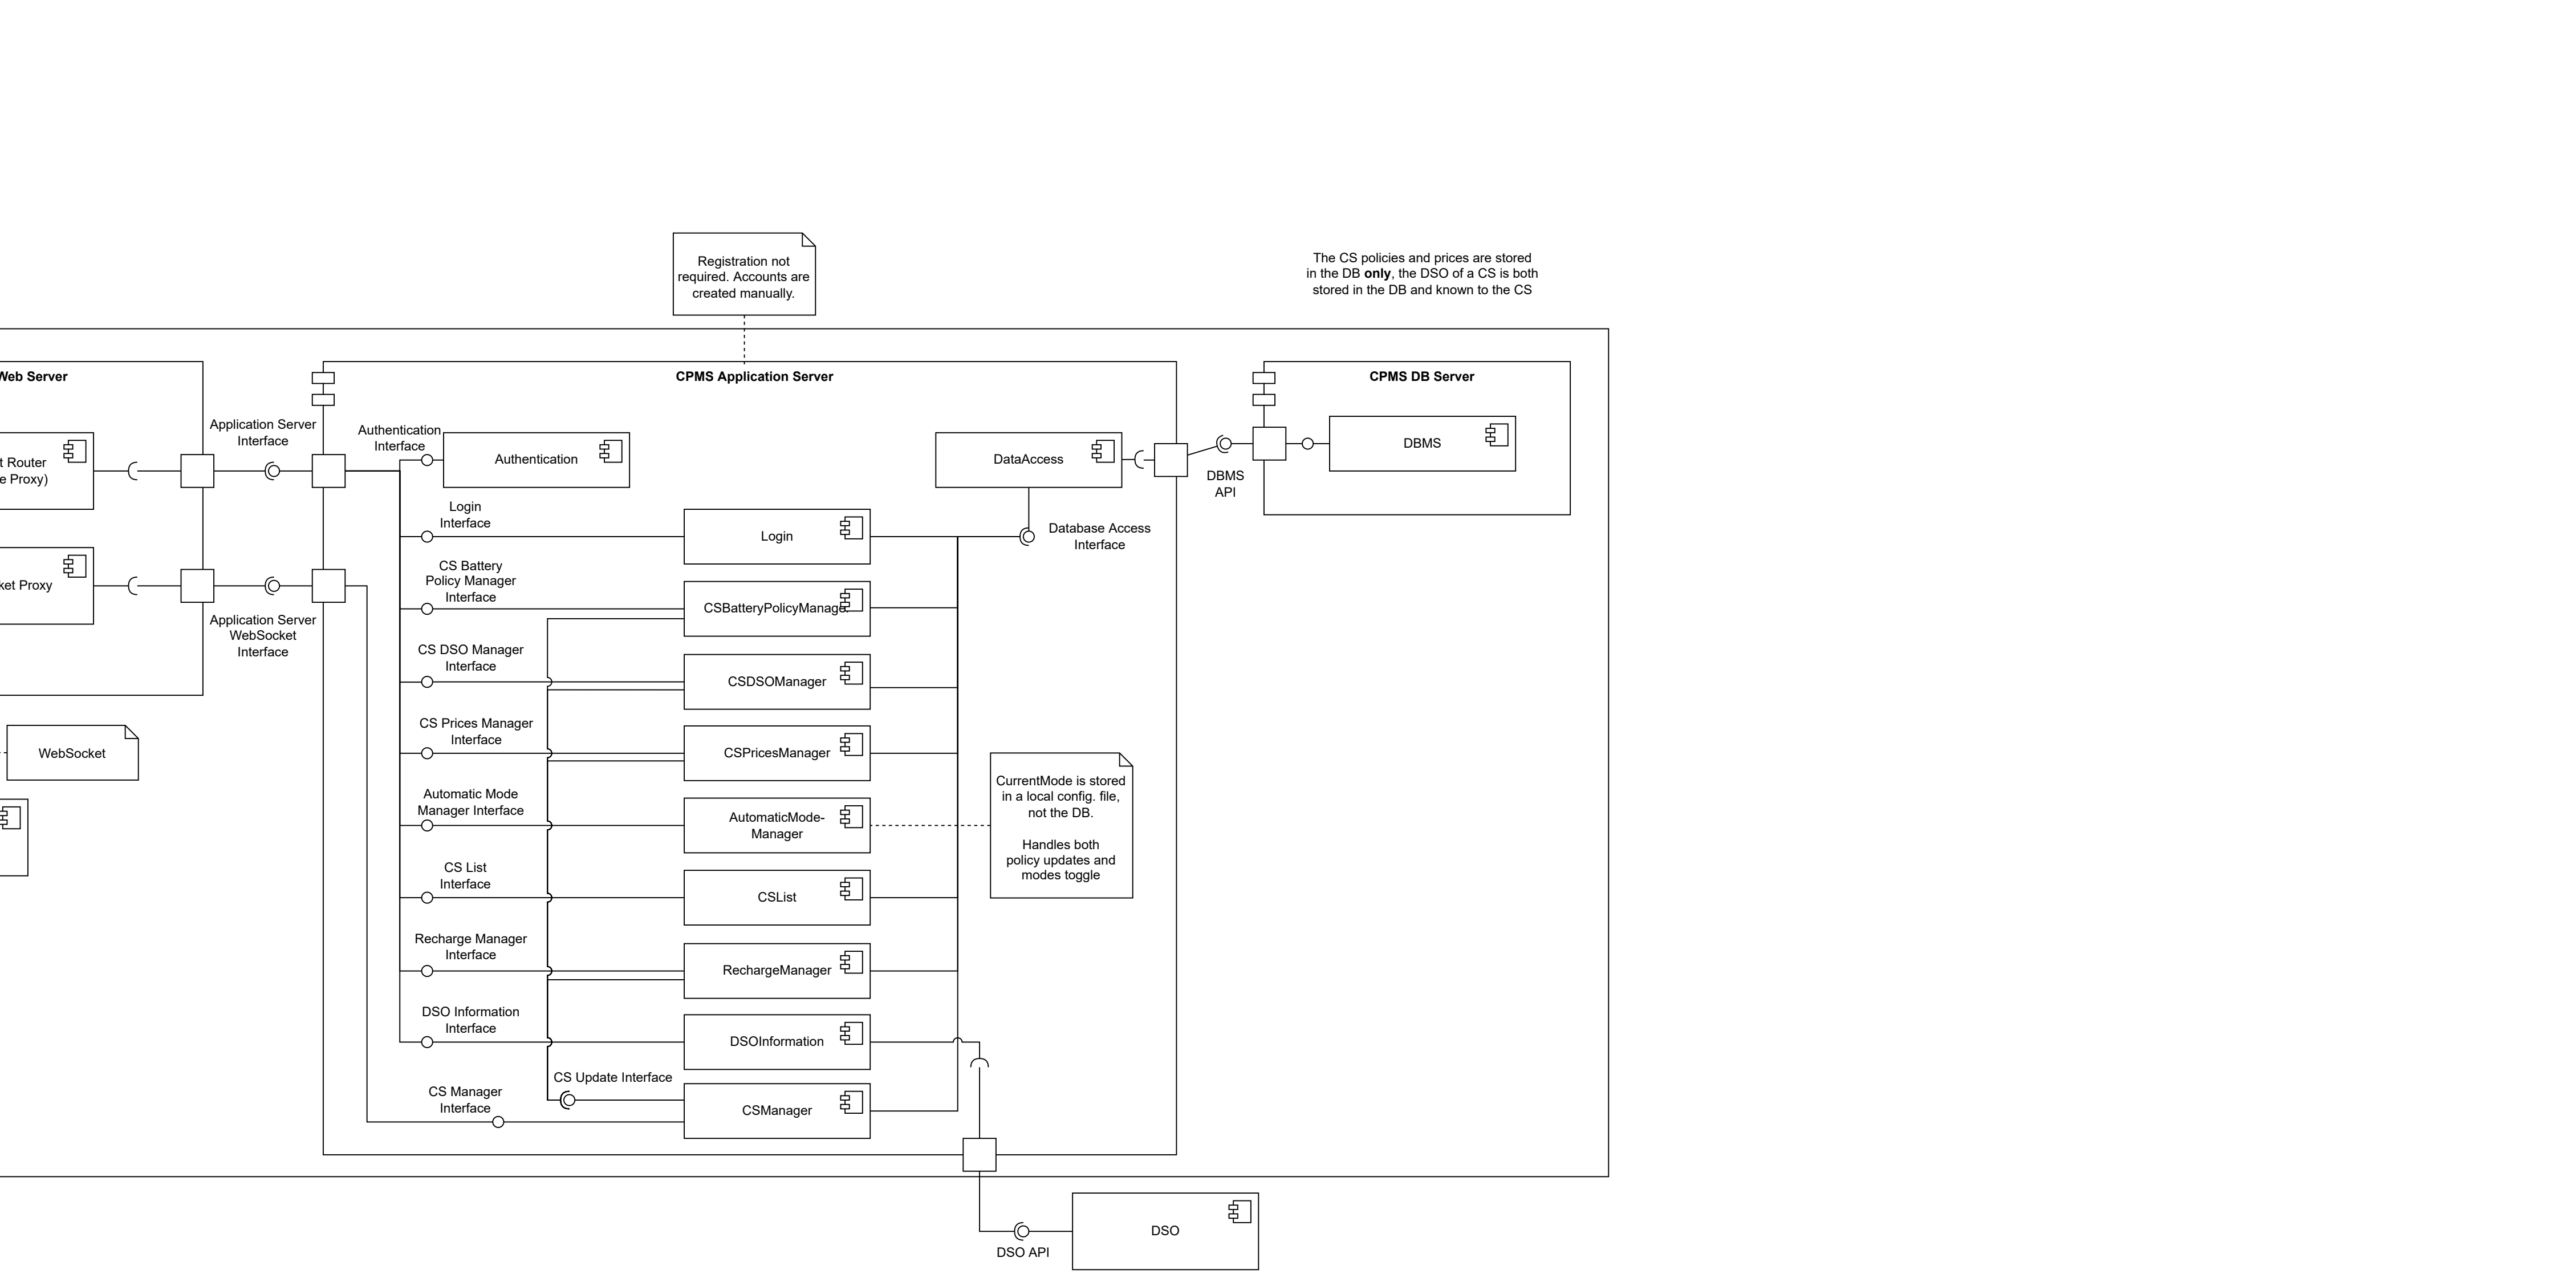 Registration not
required. Accounts are
created manually.
The CS policies and prices are stored
in the DB only, the DSO of a CS is both
stored in the DB and known to the CS
Web Server
CPMS Application Server
CPMS DB Server
t Router
e Proxy)
Application Server
Interface
Authentication
Interface
Authentication
DataAccess
DBMS
DBMS
API
Login
Interface
Login
Database Access
Interface
ket Proxy
CS Battery
Policy Manager
Interface
CSBatteryPolicyManager
Application Server
WebSocket
Interface
CS DSO Manager
Interface
CSDSOManager
WebSocket
CS Prices Manager
Interface
CSPricesManager
CurrentMode is stored
in a local config. file,
not the DB.
Handles both
policy updates and
modes toggle
Automatic Mode
Manager Interface
AutomaticMode-
Manager
CS List
Interface
CSList
Recharge Manager
Interface
RechargeManager
DSO Information
Interface
DSOInformation
CS Update Interface
CS Manager
Interface
CSManager
DSO
DSO API